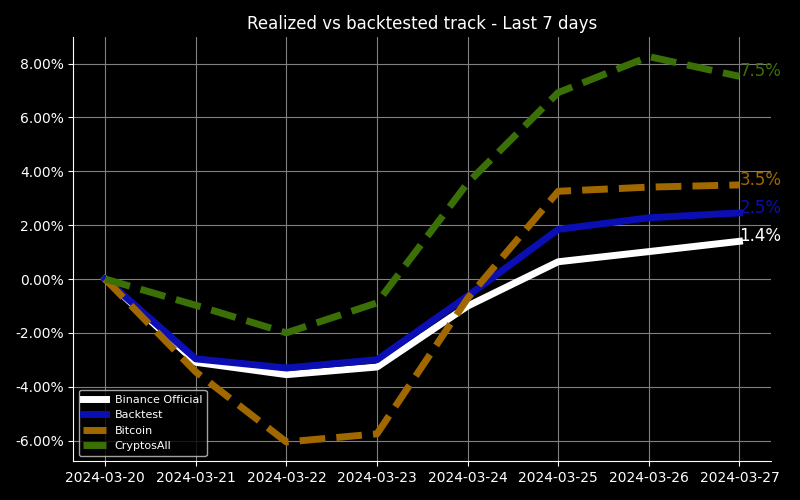 Realized vs backtested track - Last 7 days
8.00%
6.00%
4.00%
2.00%
0.00%
-2.00%
-4.00%
-6.00%
7.5%
3.5%
2.5%
1.4%
Binance Official
Backtest
Bitcoin
CryptosAll
2024-03-20 2024-03-21 2024-03-22 2024-03-23 2024-03-24 2024-03-25 2024-03-26 2024-03-27